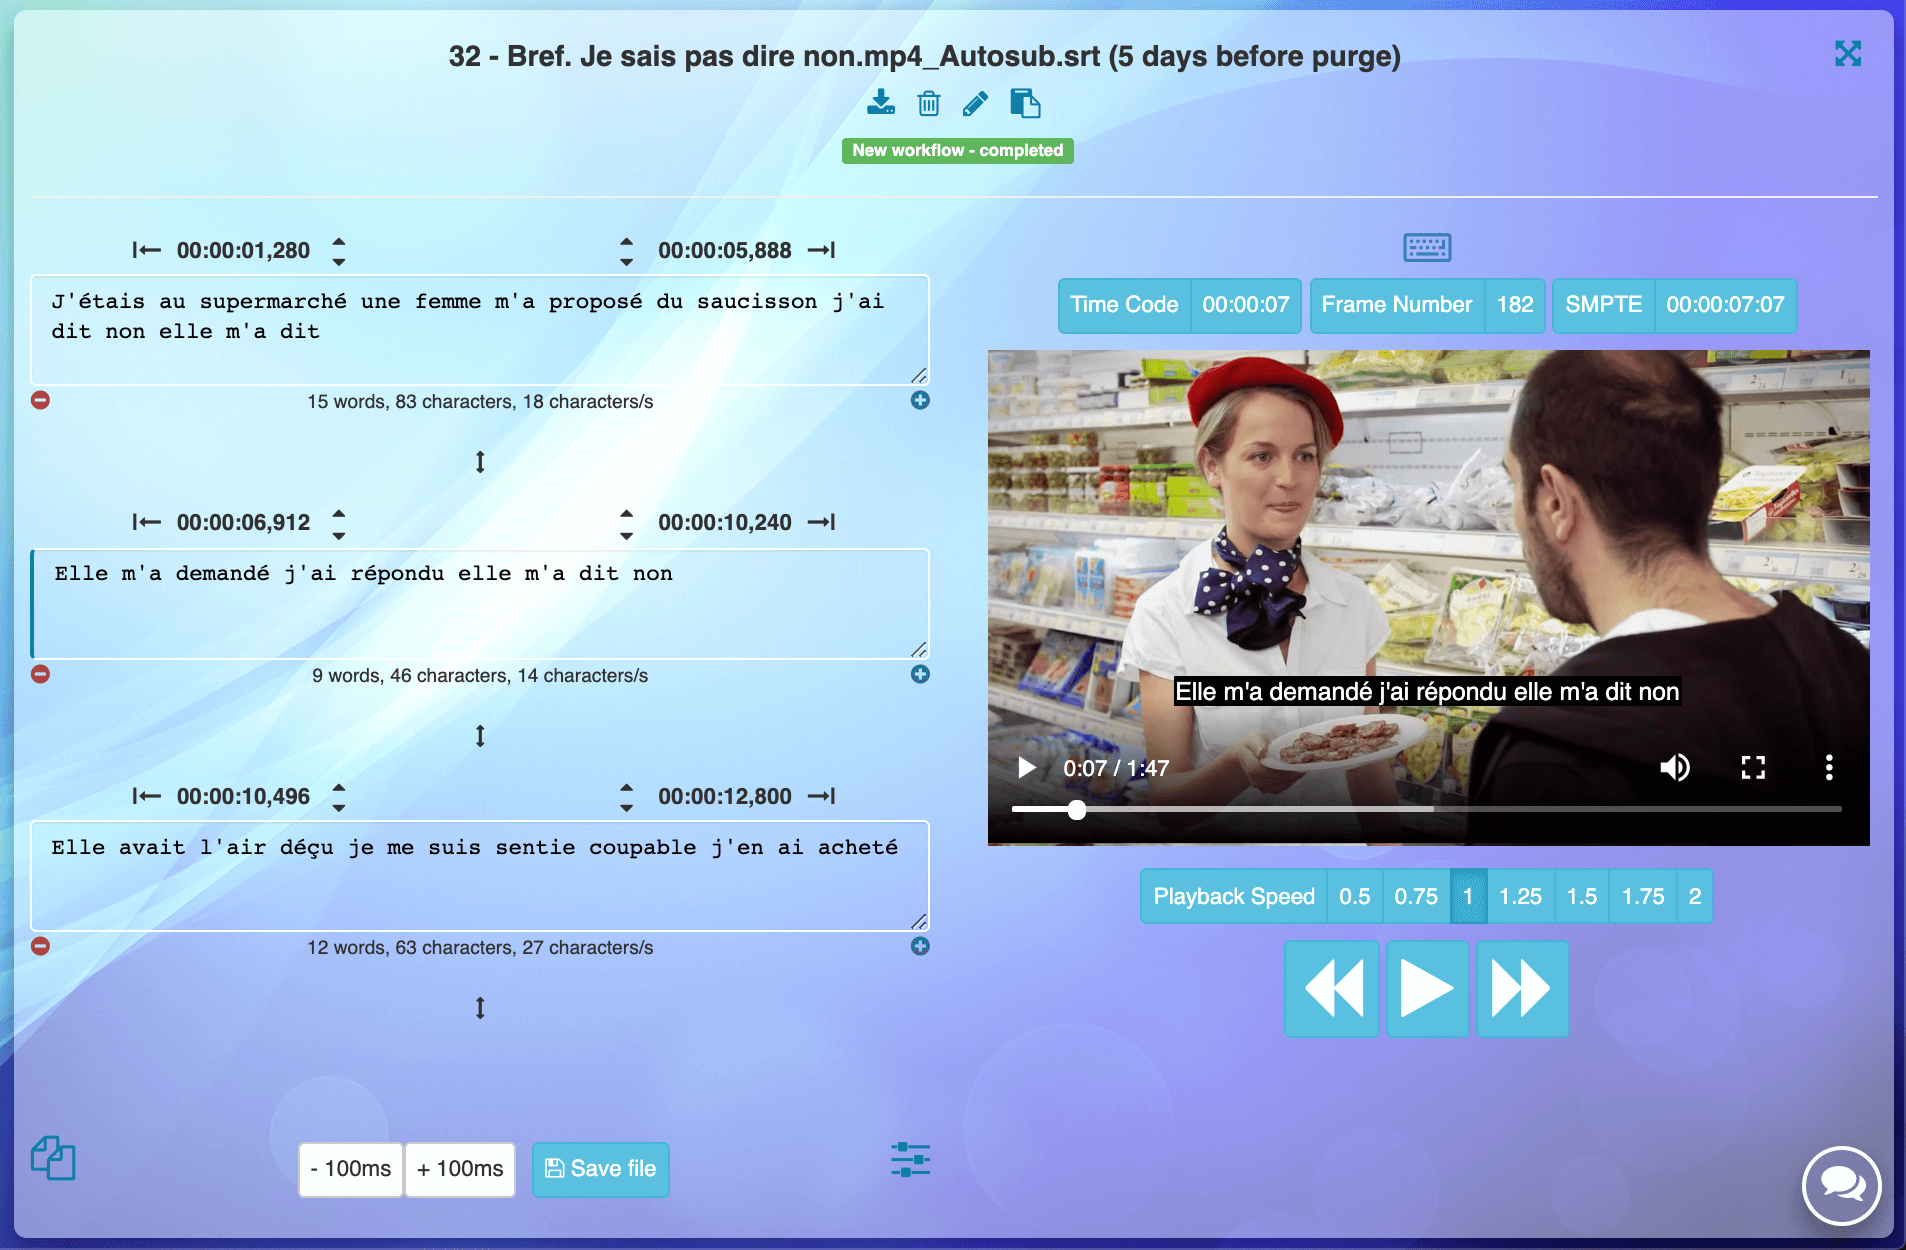 32 - Bref. Je sais pas dire non.mp4_Autosub.srt (5 days before purge)
New workflow - completed
00:00:01,280 00:00:05,888
J'étais au supermarché une femme m'a proposé du saucisson j'ai
dit non elle m'a dit
15 words, 83 characters, 18 characters/s
00:00:06,912 00:00:10,240
Elle m'a demandé j'ai répondu elle m'a dit non
9 words, 46 characters, 14 characters/s
00:00:10,496 00:00:12,800
Elle avait l'air déçu je me suis sentie coupable j'en ai acheté
12 words, 63 characters, 27 characters/s
- 100ms + 100ms Save file
Time Code 00:00:07 Frame Number 182 SMPTE 00:00:07:07
Elle m'a demandé j'ai répondu elle m'a dit non
0:07 / 1:47
Playback Speed 0.5 0.75 1 1.25 1.5 1.75 2